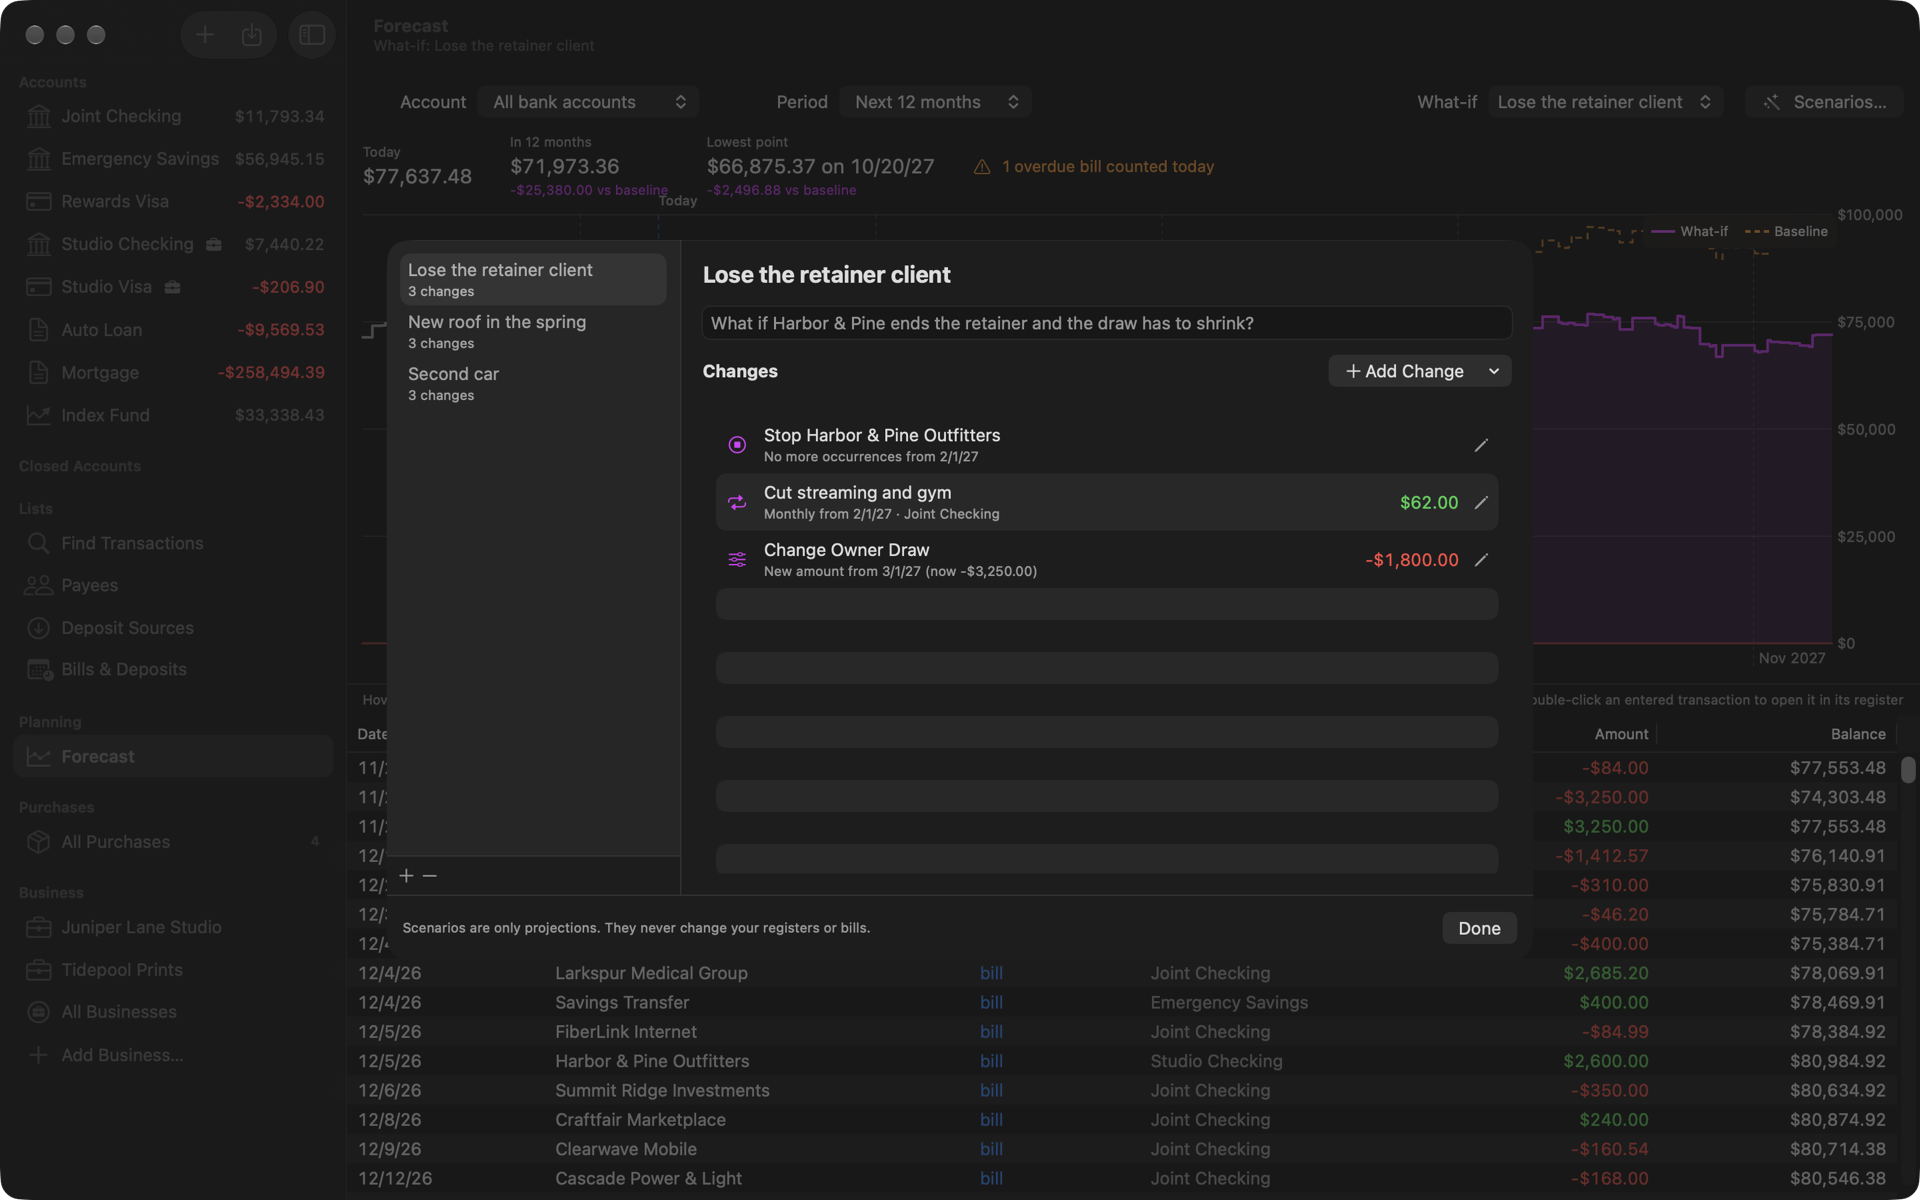 Forecast
What-if: Lose the retainer client
Accounts
Joint Checking $11,793.34
Emergency Savings $56,945.15
Rewards Visa -$2,334.00
Studio Checking $7,440.22
Studio Visa -$206.90
Auto Loan -$9,569.53
Mortgage -$258,494.39
Index Fund $33,338.43
Closed Accounts
Lists
Find Transactions
Payees
Deposit Sources
Bills & Deposits
Planning
Forecast
Purchases
All Purchases 4
Business
Juniper Lane Studio
Tidepool Prints
All Businesses
Add Business...
Account All bank accounts Period Next 12 months What-if Lose the retainer client Scenarios...
Today
$77,637.48
In 12 months
$71,973.36
-$25,380.00 vs baseline
Lowest point
$66,875.37 on 10/20/27
-$2,496.88 vs baseline
1 overdue bill counted today
Today
What-if Baseline
$100,000
$75,000
$50,000
$25,000
$0
Nov 2027
Lose the retainer client
3 changes
New roof in the spring
3 changes
Second car
3 changes
Lose the retainer client
What if Harbor & Pine ends the retainer and the draw has to shrink?
Changes
Add Change
Stop Harbor & Pine Outfitters
No more occurrences from 2/1/27
Cut streaming and gym
Monthly from 2/1/27 · Joint Checking
$62.00
Change Owner Draw
New amount from 3/1/27 (now -$3,250.00)
-$1,800.00
Scenarios are only projections. They never change your registers or bills.
Done
Hov ouble-click an entered transaction to open it in its register
Date Amount Balance
11/ -$84.00 $77,553.48
11/ -$3,250.00 $74,303.48
11/ $3,250.00 $77,553.48
12/ -$1,412.57 $76,140.91
12/ -$310.00 $75,830.91
12/ -$46.20 $75,784.71
12/ -$400.00 $75,384.71
12/4/26 Larkspur Medical Group bill Joint Checking $2,685.20 $78,069.91
12/4/26 Savings Transfer bill Emergency Savings $400.00 $78,469.91
12/5/26 FiberLink Internet bill Joint Checking -$84.99 $78,384.92
12/5/26 Harbor & Pine Outfitters bill Studio Checking $2,600.00 $80,984.92
12/6/26 Summit Ridge Investments bill Joint Checking -$350.00 $80,634.92
12/8/26 Craftfair Marketplace bill Joint Checking $240.00 $80,874.92
12/9/26 Clearwave Mobile bill Joint Checking -$160.54 $80,714.38
12/12/26 Cascade Power & Light bill Joint Checking -$168.00 $80,546.38